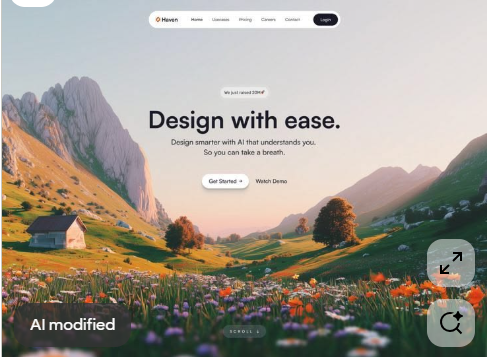 Haven
Home Usecases Pricing Careers Contact
Login
We just raised $20M🚀
Design with ease.
Design smarter with AI that understands you.
So you can take a breath.
Get Started → Watch Demo
AI modified
SCROLL ↓